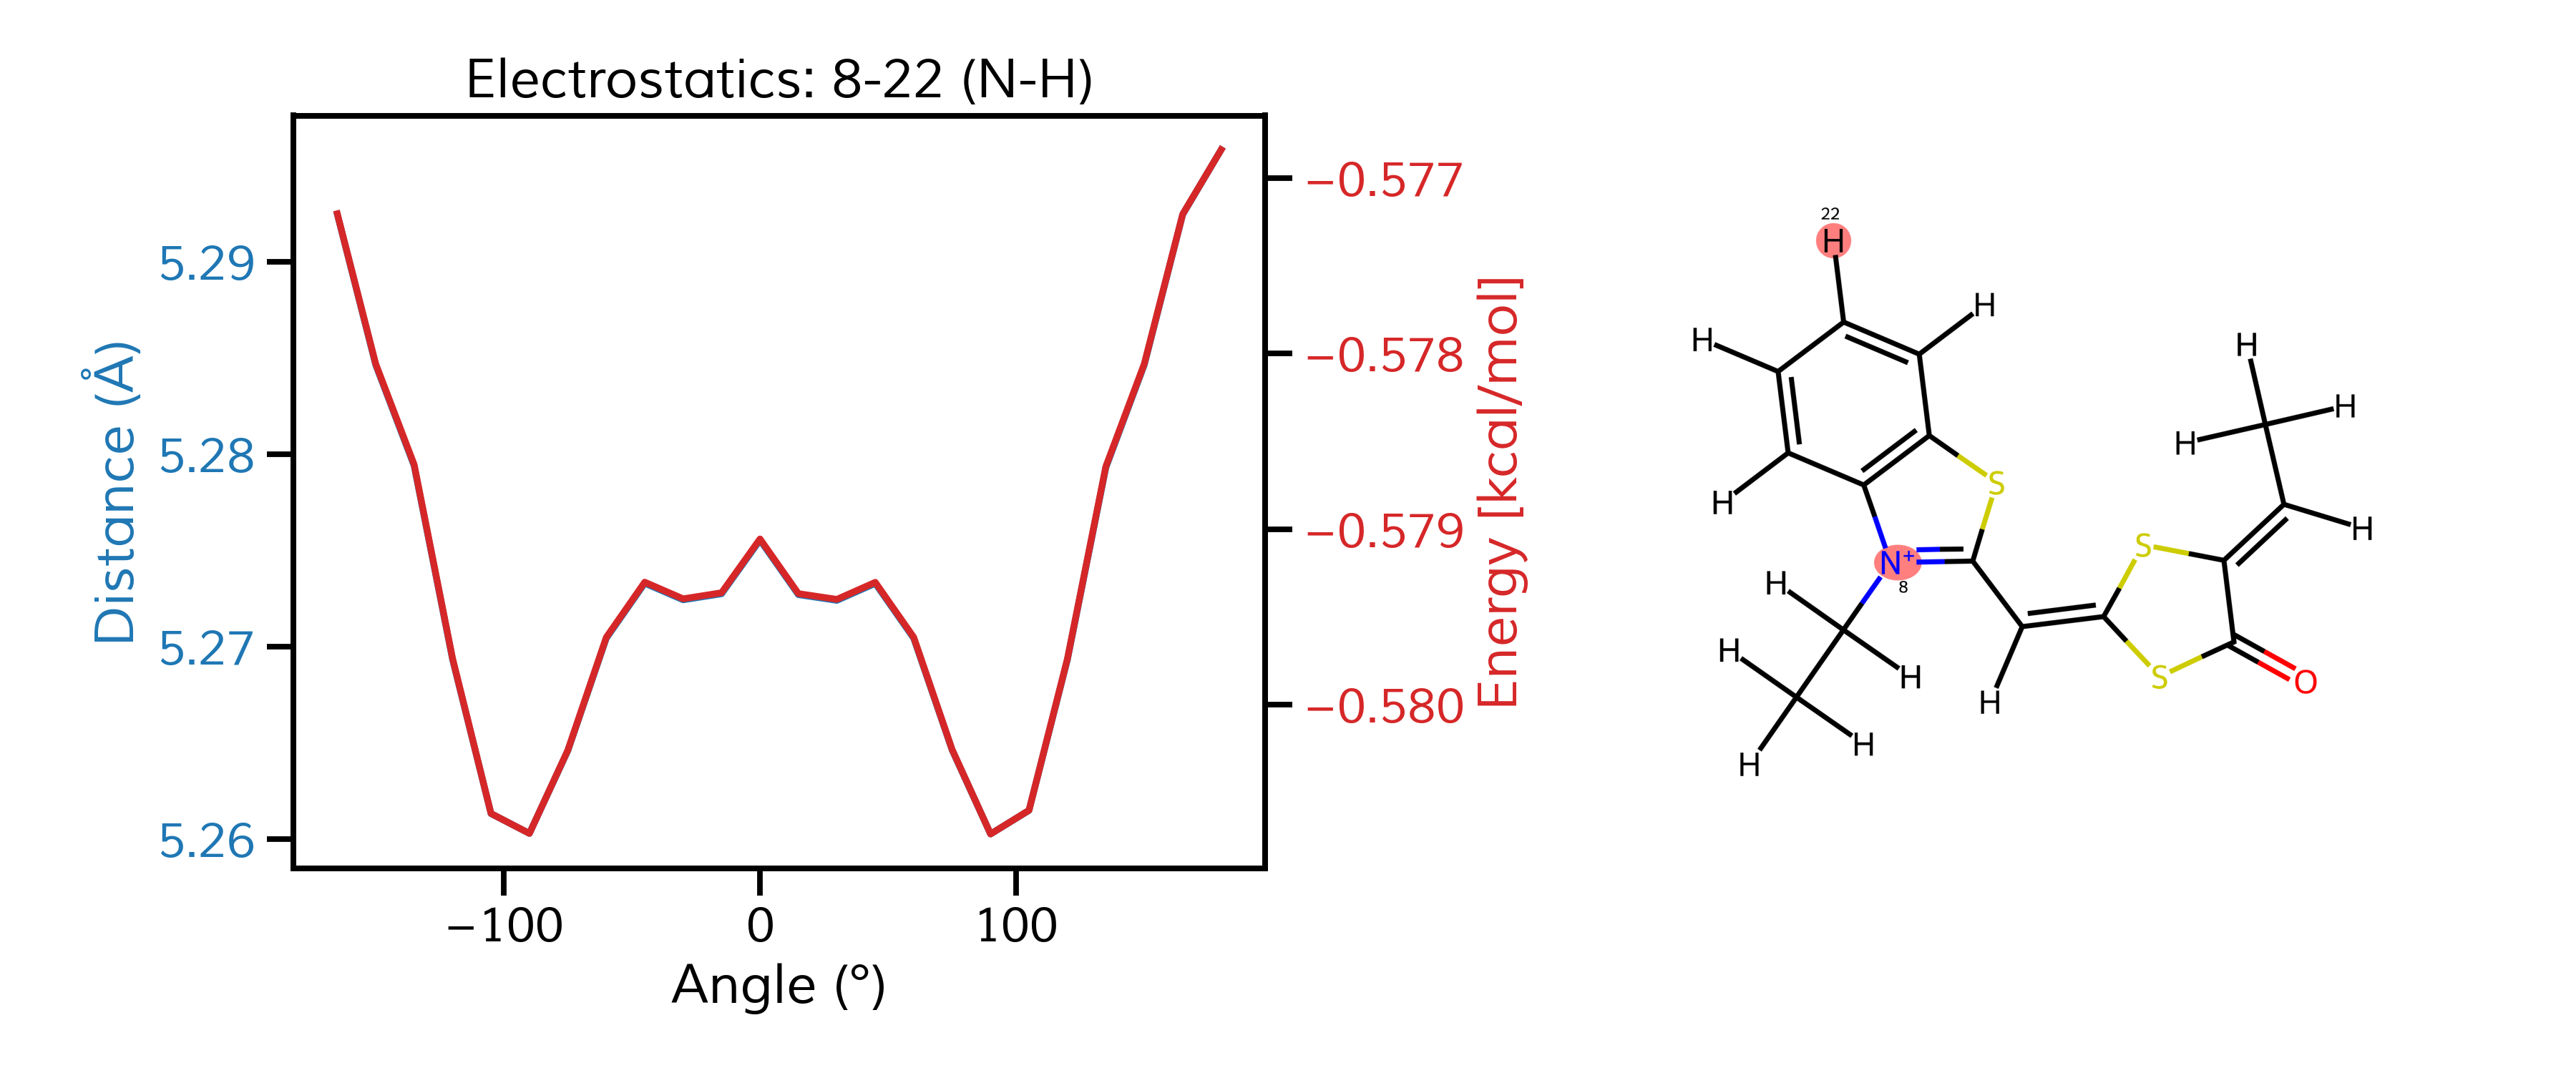 Electrostatics: 8-22 (N-H)
Distance (Å)
5.29
5.28
5.27
5.26
−100
0
100
Angle (°)
−0.577
−0.578
−0.579
−0.580
Energy [kcal/mol]
22
H
H
H
H
H
H
H
S
H
S
N+
8
H
H
H
S
O
H
H
H